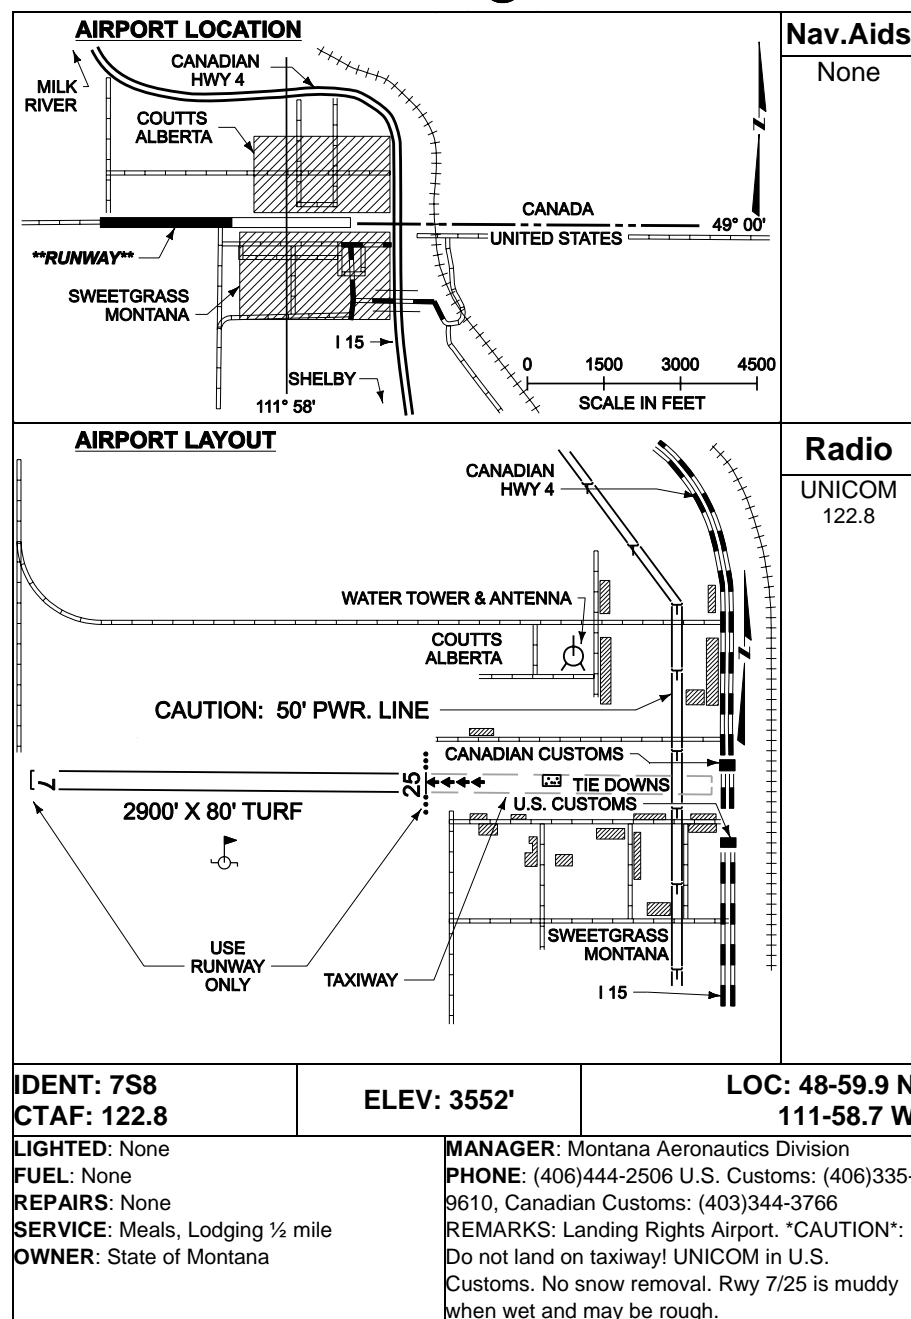 AIRPORT LOCATION
Nav.Aids
None
CANADIAN
HWY 4
MILK
RIVER
COUTTS
ALBERTA
N
CANADA
49° 00'
UNITED STATES
**RUNWAY**
SWEETGRASS
MONTANA
I 15
SHELBY
111° 58'
0 1500 3000 4500
SCALE IN FEET
AIRPORT LAYOUT
Radio
UNICOM
122.8
CANADIAN
HWY 4
WATER TOWER & ANTENNA
COUTTS
ALBERTA
N
CAUTION: 50' PWR. LINE
CANADIAN CUSTOMS
7
25
TIE DOWNS
U.S. CUSTOMS
2900' X 80' TURF
USE
RUNWAY
ONLY
TAXIWAY
SWEETGRASS
MONTANA
I 15
IDENT: 7S8
CTAF: 122.8
ELEV: 3552'
LOC: 48-59.9 N
111-58.7 W
LIGHTED: None
FUEL: None
REPAIRS: None
SERVICE: Meals, Lodging ½ mile
OWNER: State of Montana
MANAGER: Montana Aeronautics Division
PHONE: (406)444-2506 U.S. Customs: (406)335-
9610, Canadian Customs: (403)344-3766
REMARKS: Landing Rights Airport. *CAUTION*:
Do not land on taxiway! UNICOM in U.S.
Customs. No snow removal. Rwy 7/25 is muddy
when wet and may be rough.